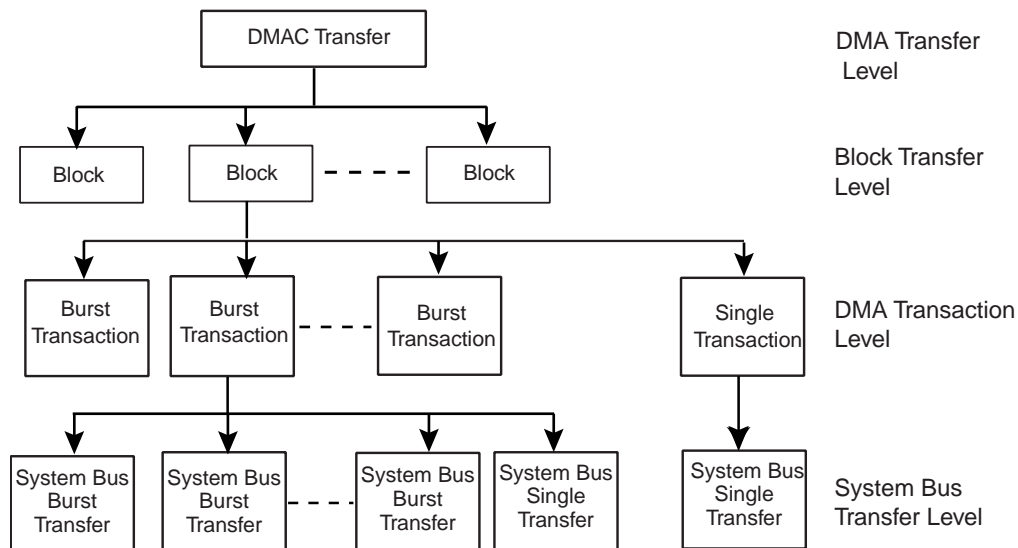 DMAC Transfer
DMA Transfer
Level
Block
Block
Block
Block Transfer
Level
Burst
Transaction
Burst
Transaction
Burst
Transaction
Single
Transaction
DMA Transaction
Level
System Bus
Burst
Transfer
System Bus
Burst
Transfer
System Bus
Burst
Transfer
System Bus
Single
Transfer
System Bus
Single
Transfer
System Bus
Transfer Level